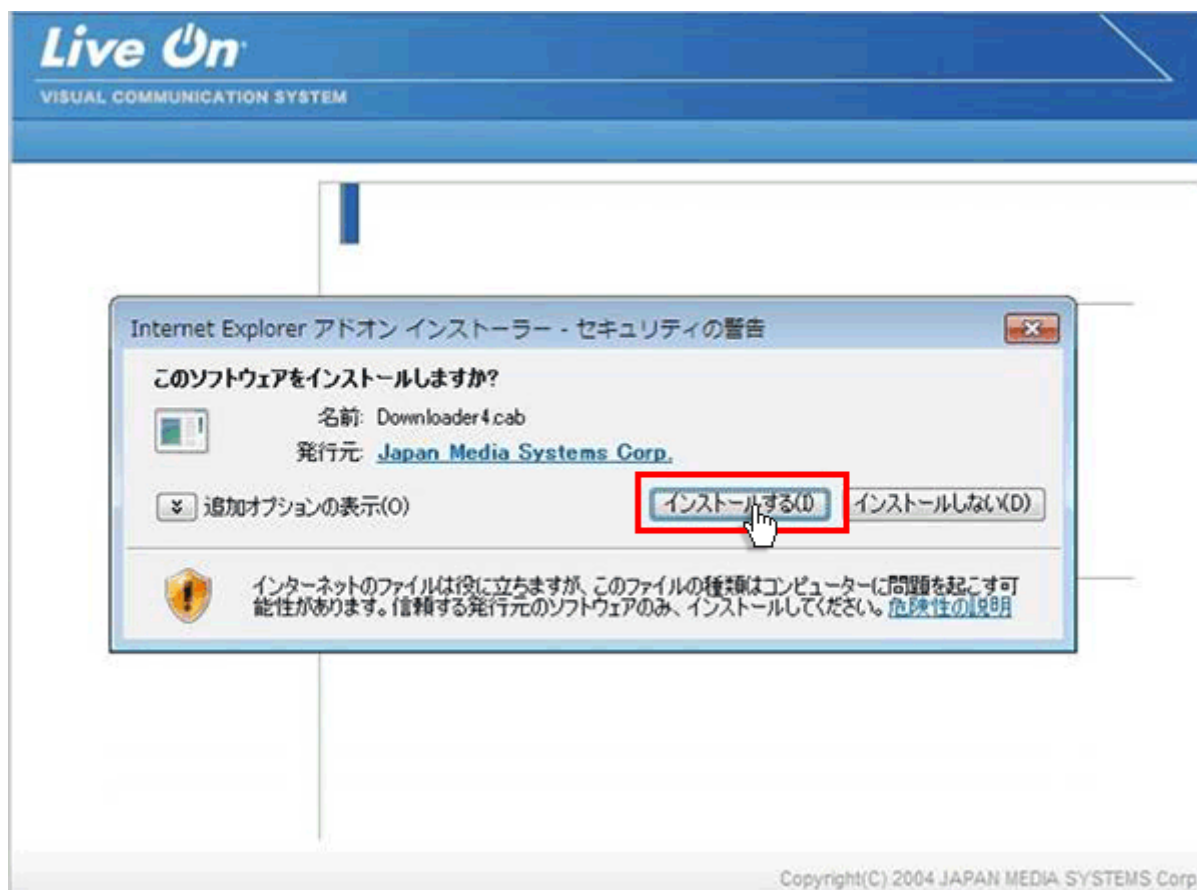 Live On
VISUAL COMMUNICATION SYSTEM
Internet Explorer アドオン インストーラー - セキュリティの警告
このソフトウェアをインストールしますか?
名前: Downloader4.cab
発行元: Japan Media Systems Corp.
追加オプションの表示(O)
インストールする(I)
インストールしない(D)
インターネットのファイルは役に立ちますが、このファイルの種類はコンピューターに問題を起こす可
能性があります。信頼する発行元のソフトウェアのみ、インストールしてください。危険性の説明
Copyright(C) 2004 JAPAN MEDIA SYSTEMS Corp